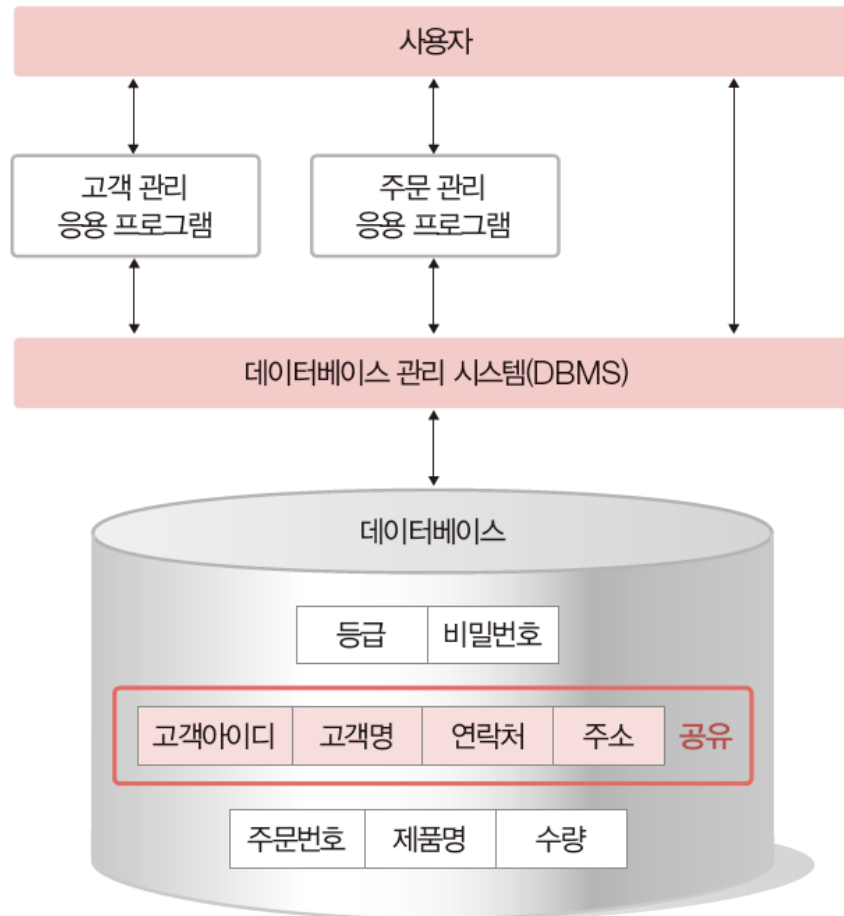 사용자
고객 관리
응용 프로그램
주문 관리
응용 프로그램
데이터베이스 관리 시스템(DBMS)
데이터베이스
등급 비밀번호
고객아이디 고객명 연락처 주소 공유
주문번호 제품명 수량